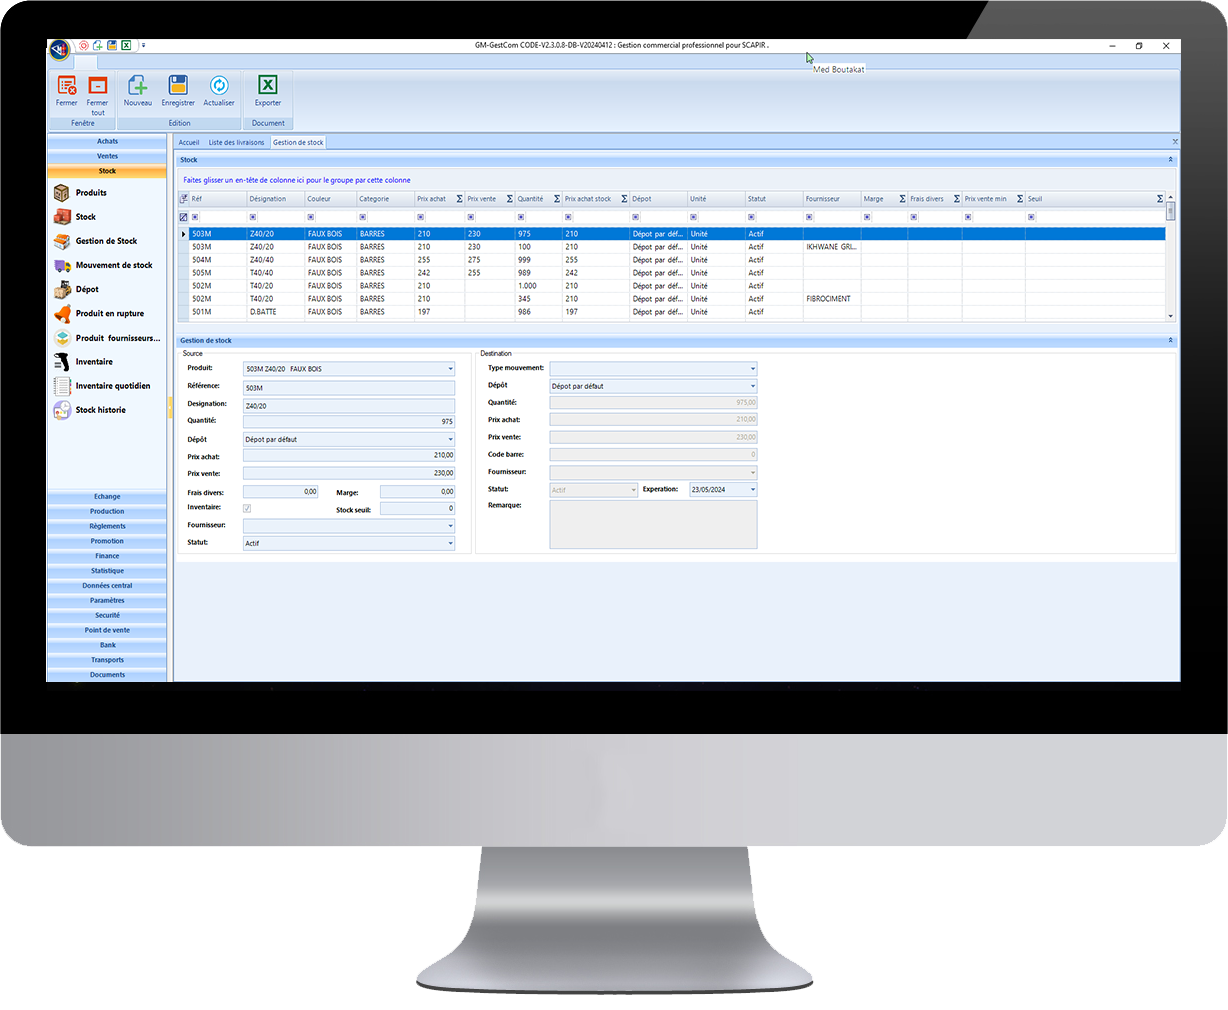 GM-GestCom CODE-V2.3.0.8-DB-V20240412 : Gestion commercial professionnel pour SCAPIR .
Med Boutakat
Fermer Fermer tout Nouveau Enregistrer Actualiser Exporter
Fenêtre Edition Document
Achats
Ventes
Stock
Produits
Stock
Gestion de Stock
Mouvement de stock
Dépot
Produit en rupture
Produit fournisseurs...
Inventaire
Inventaire quotidien
Stock historie
Echange
Production
Règlements
Promotion
Finance
Statistique
Données central
Paramètres
Securité
Point de vente
Bank
Transports
Documents
Accueil Liste des livraisons Gestion de stock
Stock
Faites glisser un en-tête de colonne ici pour le groupe par cette colonne
Réf Désignation Couleur Categorie Prix achat Σ Prix vente Σ Quantité Σ Prix achat stock Σ Dépot Unité Statut Fournisseur Marge Σ Frais divers Σ Prix vente min Σ Seuil Σ
503M Z40/20 FAUX BOIS BARRES 210 230 975 210 Dépot par déf... Unité Actif
503M Z40/20 FAUX BOIS BARRES 210 230 100 210 Dépot par déf... Unité Actif IKHWANE GRI...
504M Z40/40 FAUX BOIS BARRES 255 275 999 255 Dépot par déf... Unité Actif
505M T40/40 FAUX BOIS BARRES 242 255 989 242 Dépot par déf... Unité Actif
502M T40/20 FAUX BOIS BARRES 210 1.000 210 Dépot par déf... Unité Actif
502M T40/20 FAUX BOIS BARRES 210 345 210 Dépot par déf... Unité Actif FIBROCIMENT
501M D.BATTE FAUX BOIS BARRES 197 986 197 Dépot par déf... Unité Actif
Gestion de stock
Source
Produit: 503M Z40/20 FAUX BOIS
Référence: 503M
Designation: Z40/20
Quantité: 975
Dépôt Dépot par défaut
Prix achat: 210,00
Prix vente: 230,00
Frais divers: 0,00 Marge: 0,00
Inventaire: Stock seuil: 0
Fournisseur:
Statut: Actif
Destination
Type mouvement:
Dépôt Dépot par defaut
Quantité: 975,00
Prix achat: 210,00
Prix vente: 230,00
Code barre: 0
Fournisseur:
Statut: Actif Experation: 23/05/2024
Remarque: